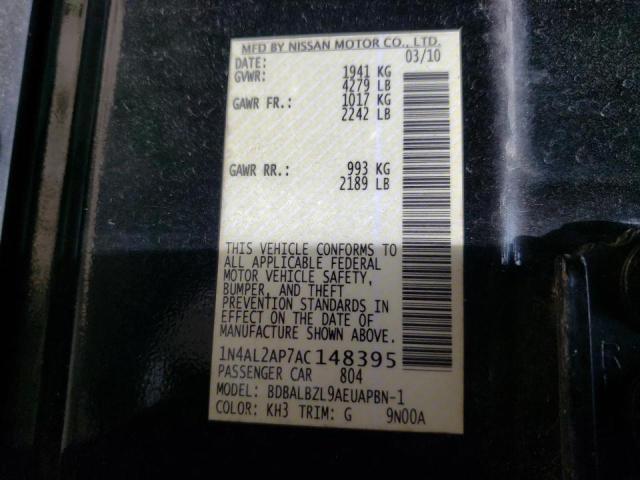 MFD BY NISSAN MOTOR CO., LTD.
DATE: 03/10
GVWR: 1941 KG
4279 LB
GAWR FR.: 1017 KG
2242 LB
GAWR RR.: 993 KG
2189 LB
THIS VEHICLE CONFORMS TO
ALL APPLICABLE FEDERAL
MOTOR VEHICLE SAFETY,
BUMPER, AND THEFT
PREVENTION STANDARDS IN
EFFECT ON THE DATE OF
MANUFACTURE SHOWN ABOVE.
1N4AL2AP7AC148395
PASSENGER CAR 804
MODEL: BDBALBZL9AEUAPBN-1
COLOR: KH3 TRIM: G 9N00A
R